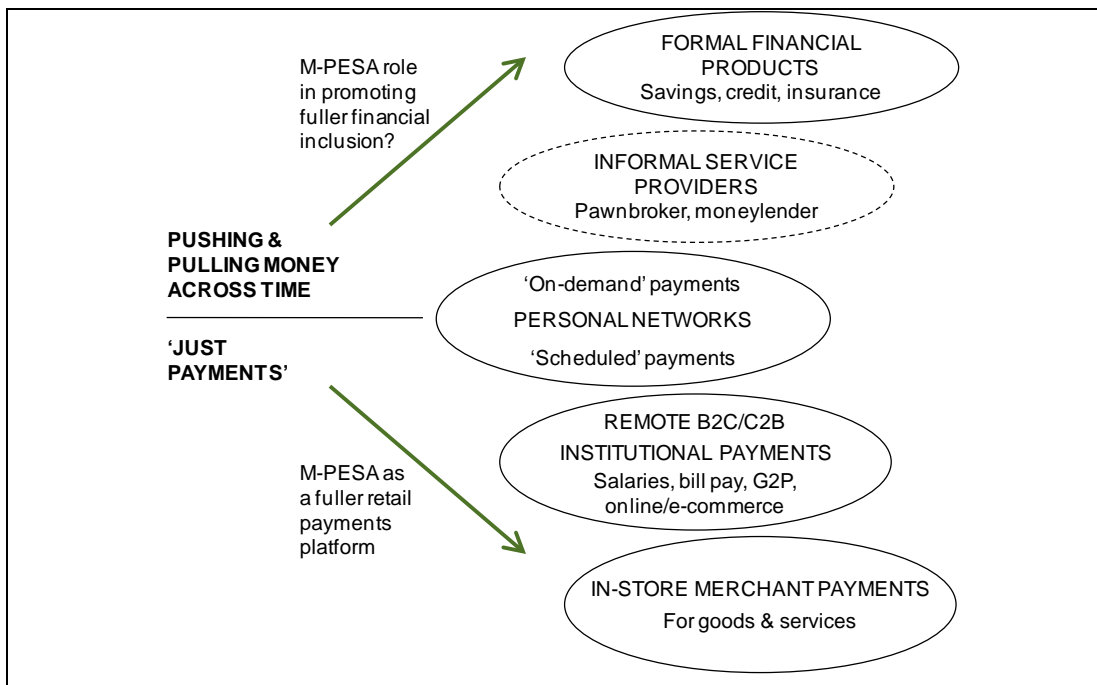 M-PESA role
in promoting
fuller financial
inclusion?
FORMAL FINANCIAL
PRODUCTS
Savings, credit, insurance
INFORMAL SERVICE
PROVIDERS
Pawnbroker, moneylender
PUSHING &
PULLING MONEY
ACROSS TIME
‘JUST
PAYMENTS’
‘On-demand’ payments
PERSONAL NETWORKS
‘Scheduled’ payments
REMOTE B2C/C2B
INSTITUTIONAL PAYMENTS
Salaries, bill pay, G2P,
online/e-commerce
M-PESA as
a fuller retail
payments
platform
IN-STORE MERCHANT PAYMENTS
For goods & services